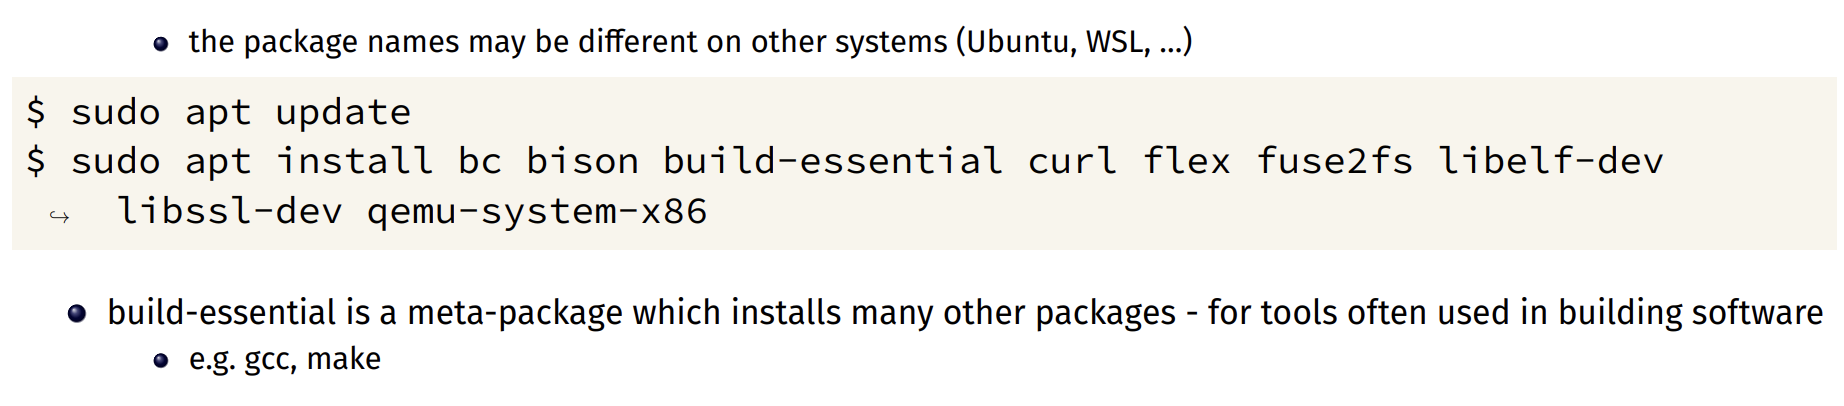 the package names may be different on other systems (Ubuntu, WSL, ...)
$ sudo apt update
$ sudo apt install bc bison build-essential curl flex fuse2fs libelf-dev
↪ libssl-dev qemu-system-x86
build-essential is a meta-package which installs many other packages - for tools often used in building software
e.g. gcc, make